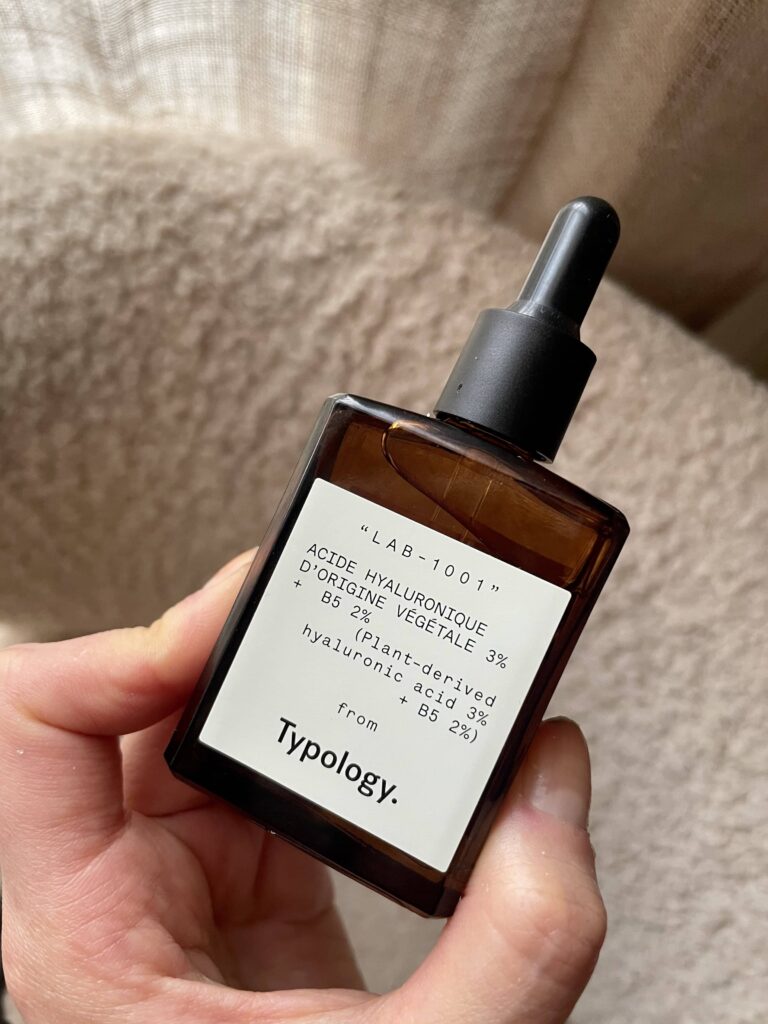 “LAB-1001”
ACIDE HYALURONIQUE
D’ORIGINE VÉGÉTALE 3%
+ B5 2%
(Plant-derived
hyaluronic acid 3%
+ B5 2%)
from
Typology.